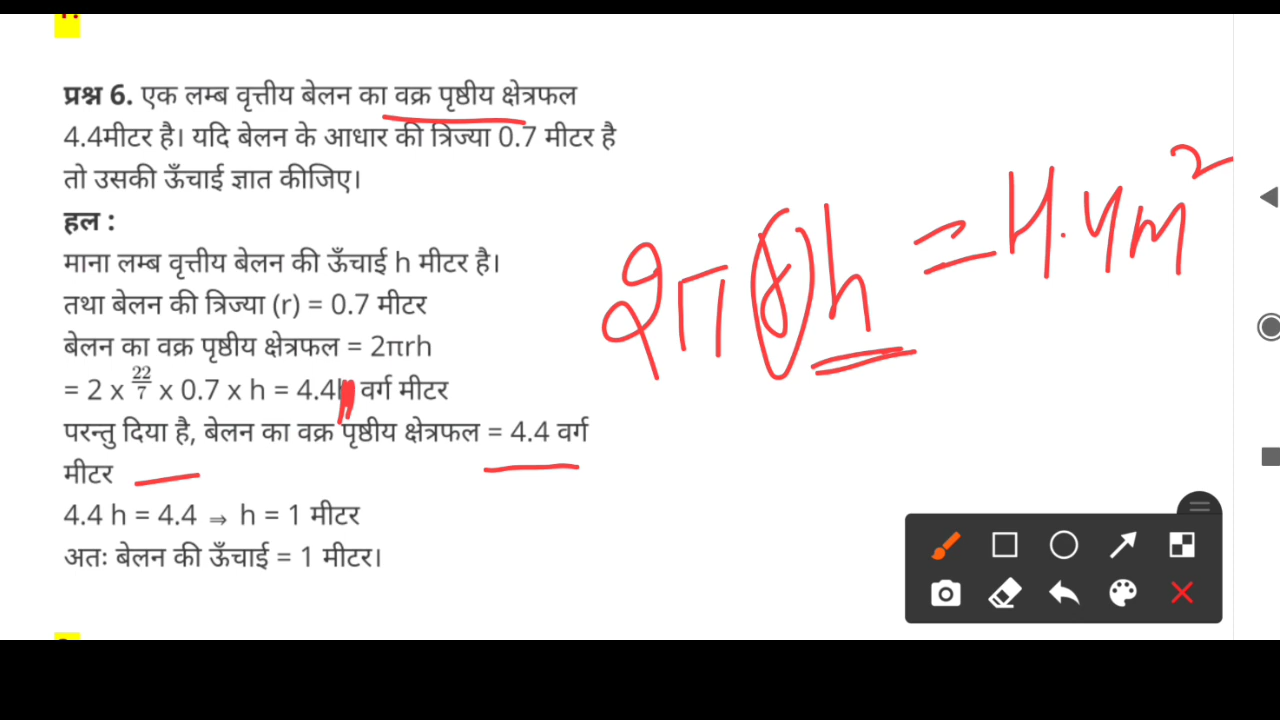 प्रश्न 6. एक लम्ब वृत्तीय बेलन का वक्र पृष्ठीय क्षेत्रफल
4.4मीटर है। यदि बेलन के आधार की त्रिज्या 0.7 मीटर है
तो उसकी ऊँचाई ज्ञात कीजिए।
हल :
माना लम्ब वृत्तीय बेलन की ऊँचाई h मीटर है।
तथा बेलन की त्रिज्या (r) = 0.7 मीटर
बेलन का वक्र पृष्ठीय क्षेत्रफल = 2πrh
= 2 x 22/7 x 0.7 x h = 4.4h वर्ग मीटर
परन्तु दिया है, बेलन का वक्र पृष्ठीय क्षेत्रफल = 4.4 वर्ग
मीटर
4.4 h = 4.4 ⇒ h = 1 मीटर
अतः बेलन की ऊँचाई = 1 मीटर।
2πrh = 4.4m²